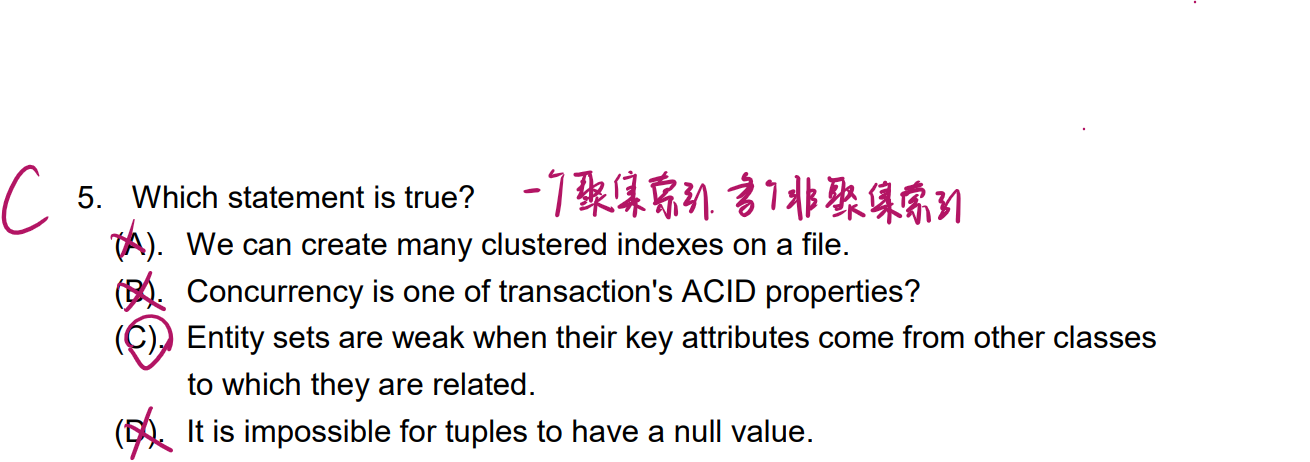 C 5. Which statement is true? 一个聚集索引. 多个非聚集索引
(A). We can create many clustered indexes on a file.
(B). Concurrency is one of transaction's ACID properties?
(C). Entity sets are weak when their key attributes come from other classes
to which they are related.
(D). It is impossible for tuples to have a null value.